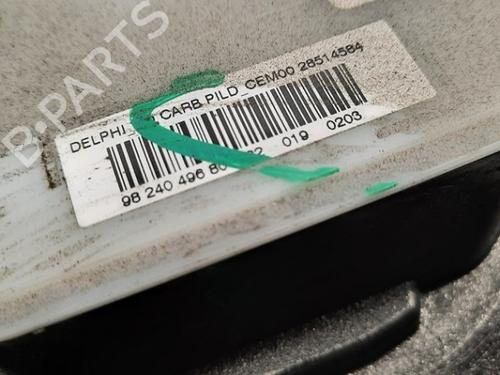 B-PARTS
DELPHI CARB PILD CEM00 28514584
98 240 496 80 019 0203